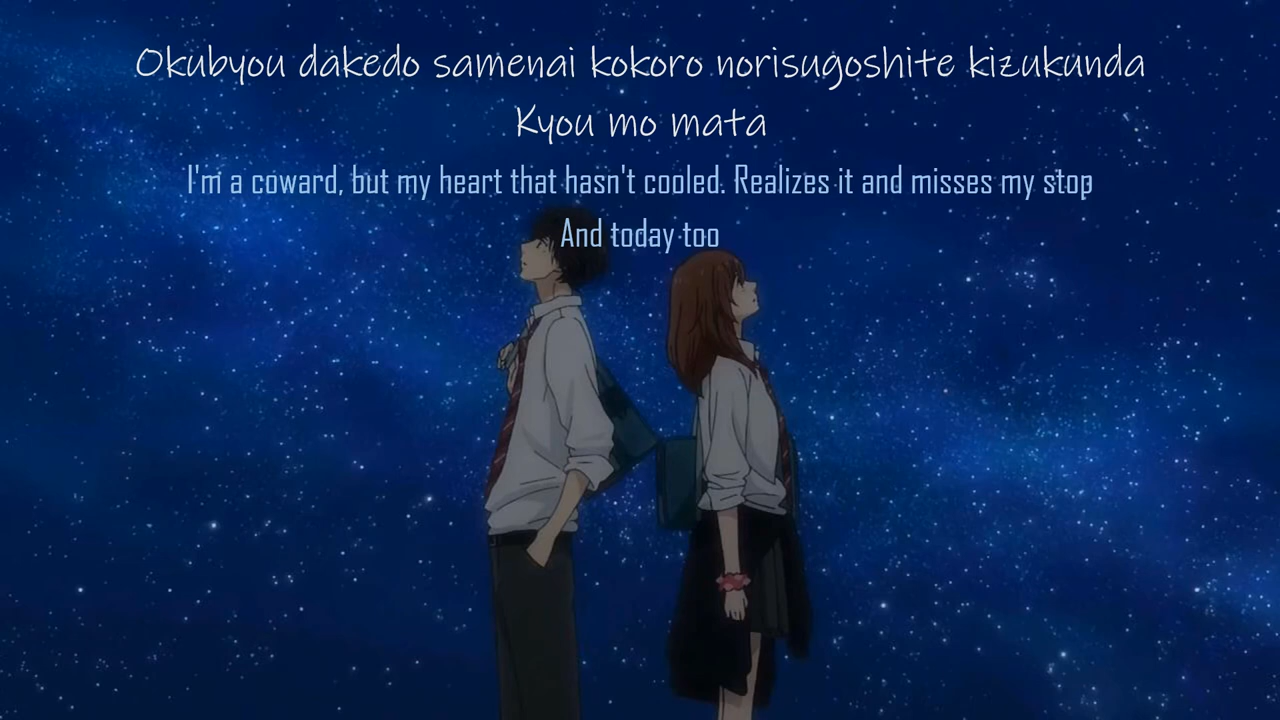 Okubyou dakedo samenai kokoro norisugoshite kizukunda
Kyou mo mata
I'm a coward, but my heart that hasn't cooled. Realizes it and misses my stop
And today too